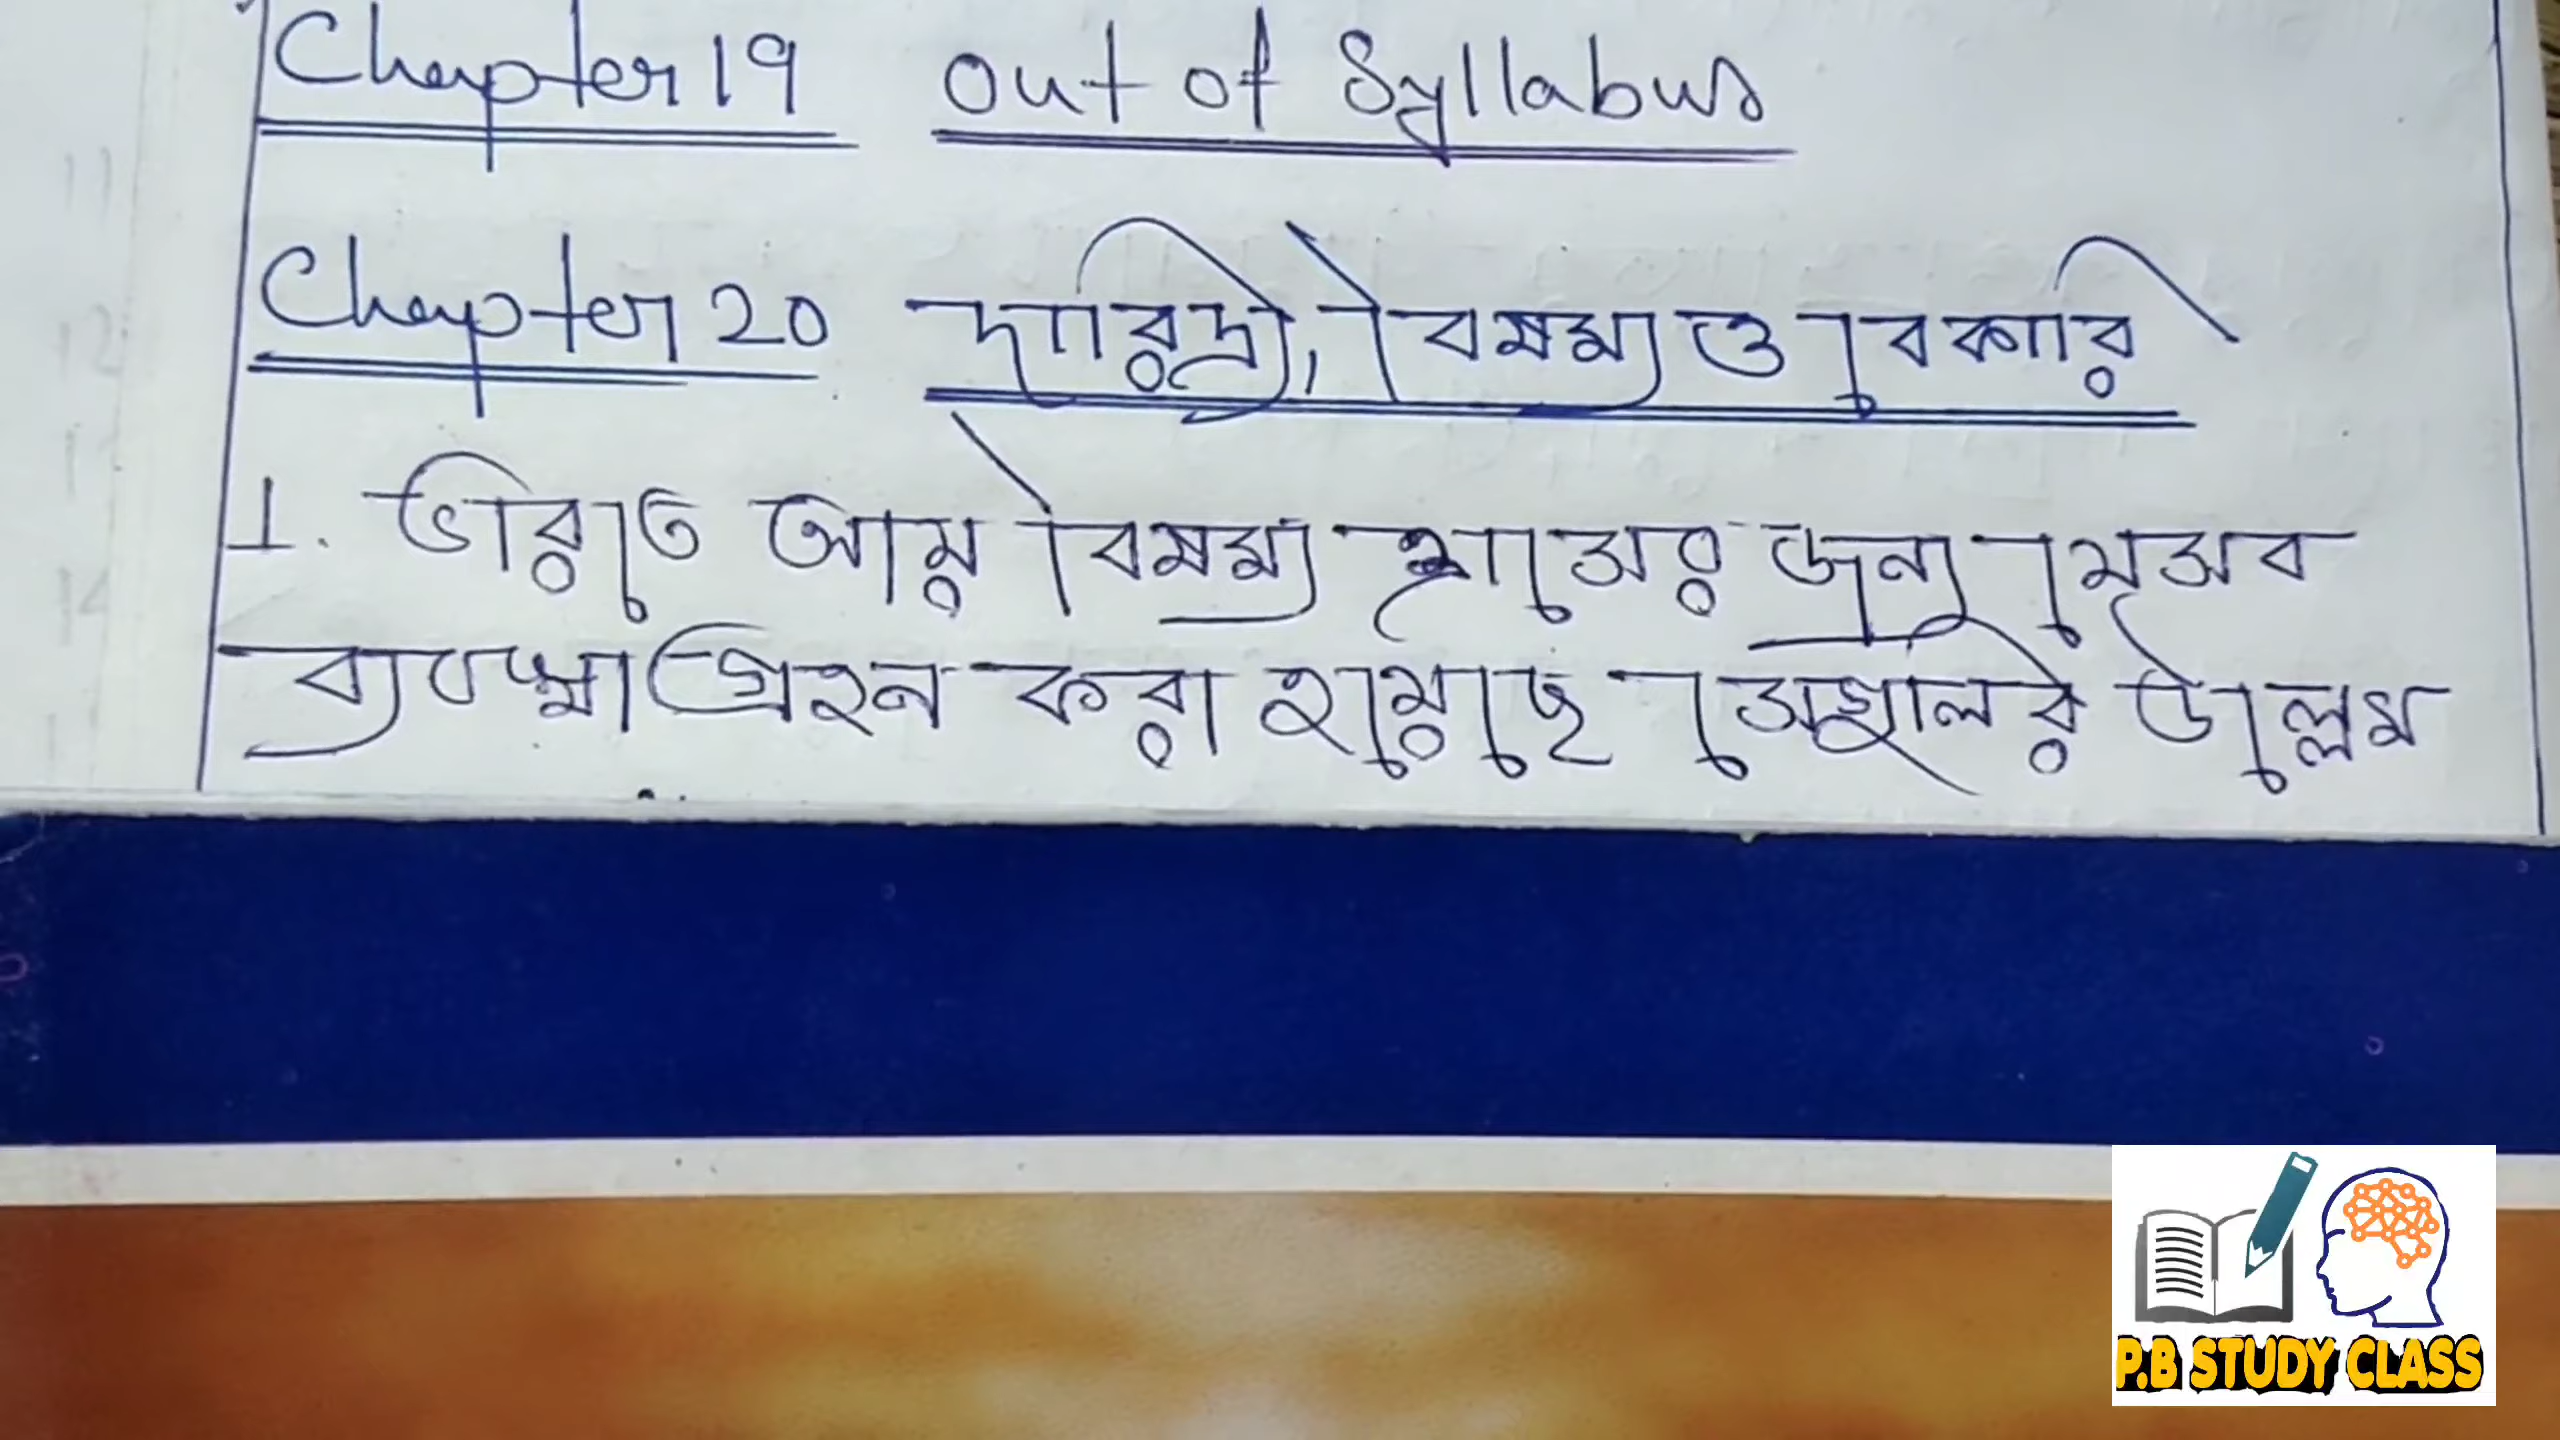 Chapter 19 Out of Syllabus
Chapter 20 দারিদ্র্য, বৈষম্য ও বেকারি
1. ভারতে আয় বৈষম্য হ্রাসের জন্য যেসব
ব্যবস্থা গ্রহন করা হয়েছে সেগুলির উল্লেখ
P.B STUDY CLASS